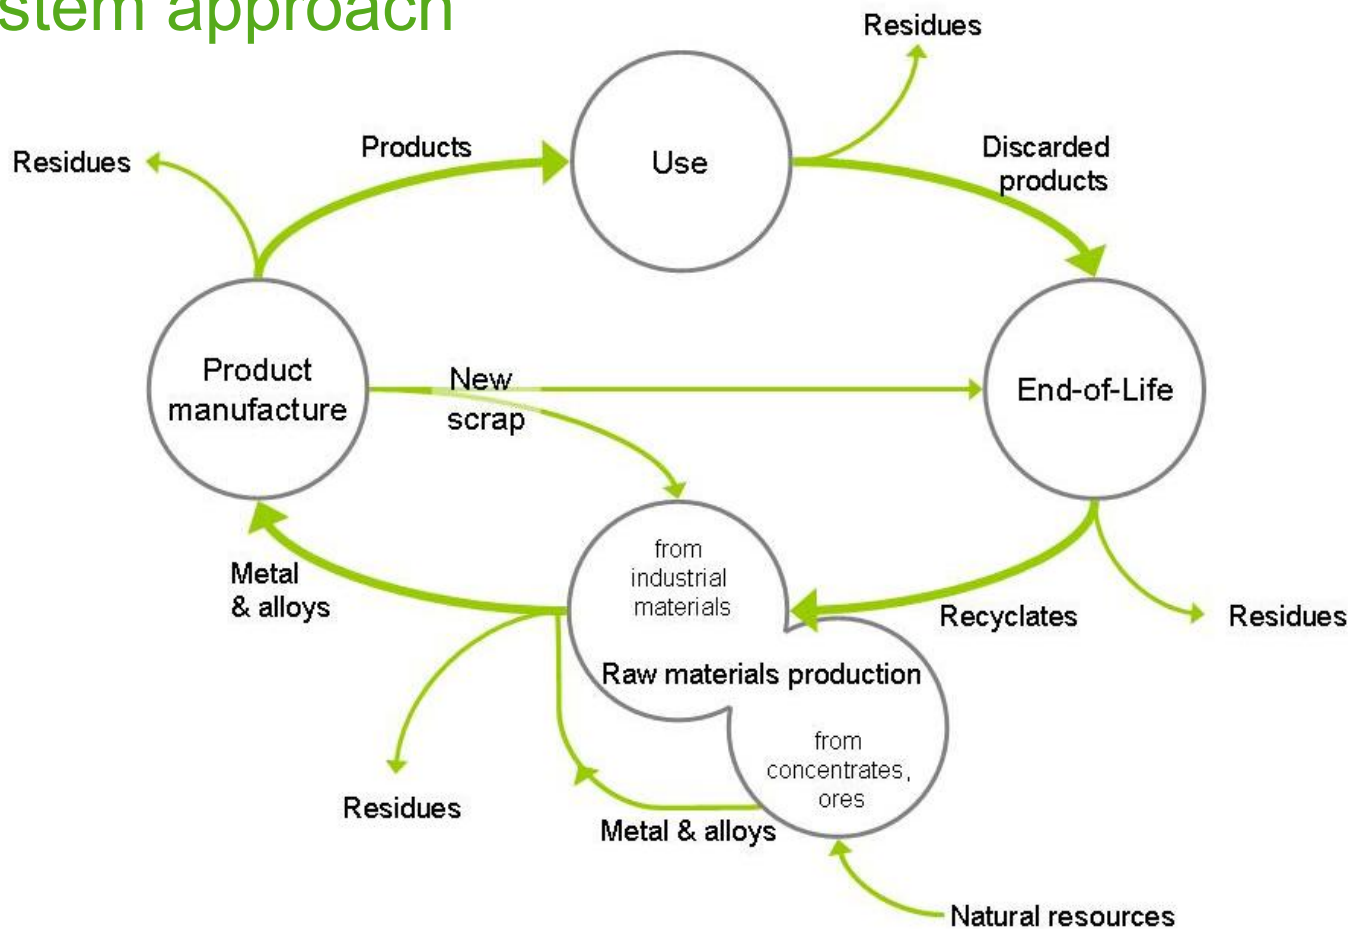 stem approach
Residues
Products
Use
Discarded
products
Residues
Product
manufacture
New
scrap
End-of-Life
Metal
& alloys
from
industrial
materials
Recyclates
Residues
Raw materials production
from
concentrates,
ores
Residues
Metal & alloys
Natural resources